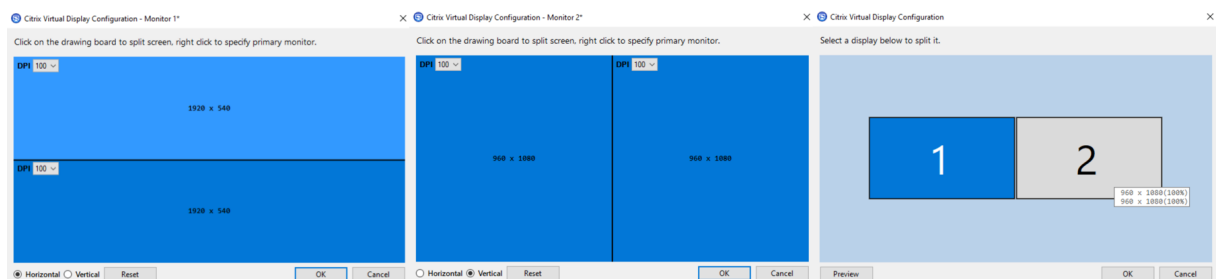 Citrix Virtual Display Configuration - Monitor 1*
Click on the drawing board to split screen, right click to specify primary monitor.
DPI 100
1920 x 540
DPI 100
1920 x 540
Horizontal Vertical Reset OK Cancel
Citrix Virtual Display Configuration - Monitor 2*
Click on the drawing board to split screen, right click to specify primary monitor.
DPI 100 DPI 100
960 x 1080 960 x 1080
Horizontal Vertical Reset OK Cancel
Citrix Virtual Display Configuration
Select a display below to split it.
1 2
960 x 1080(100%)
960 x 1080(100%)
Preview OK Cancel